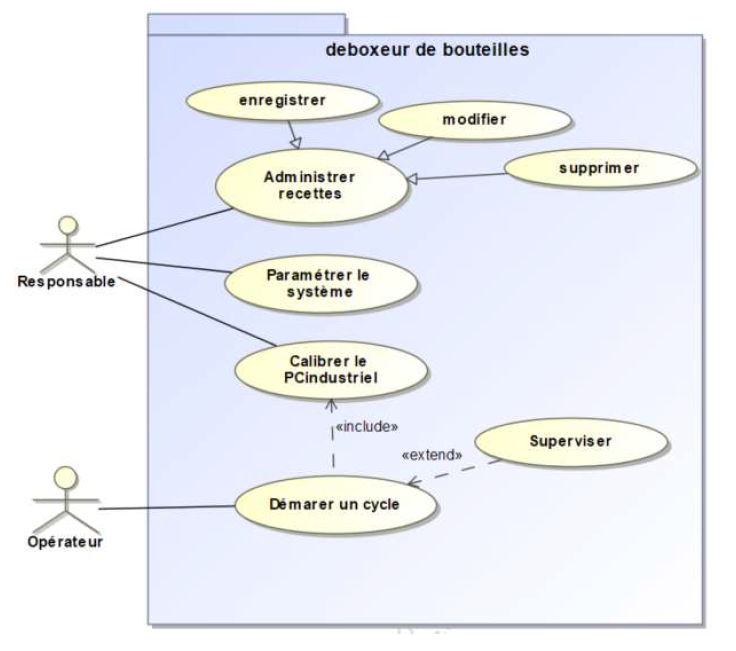 deboxeur de bouteilles
enregistrer
modifier
supprimer
Administrer
recettes
Responsable
Paramétrer le
système
Calibrer le
PCindustriel
«include»
«extend»
Superviser
Démarer un cycle
Opérateur